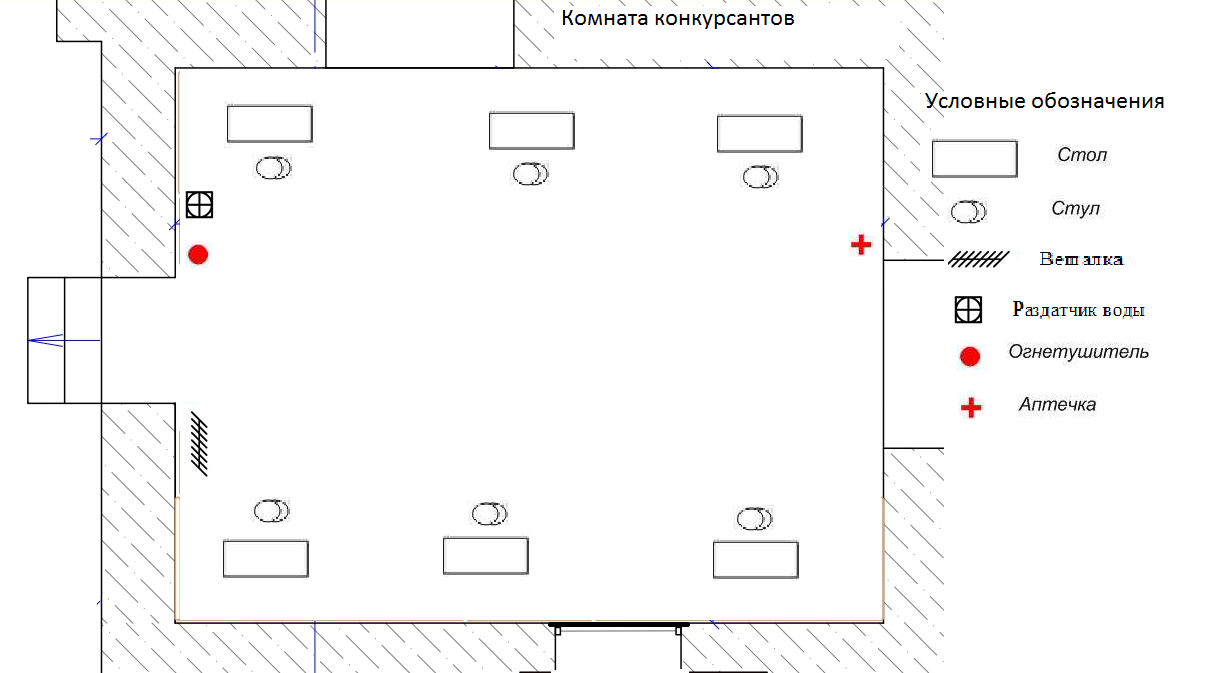 Комната конкурсантов
Условные обозначения
Стол
Стул
Вешалка
Раздатчик воды
Огнетушитель
Аптечка